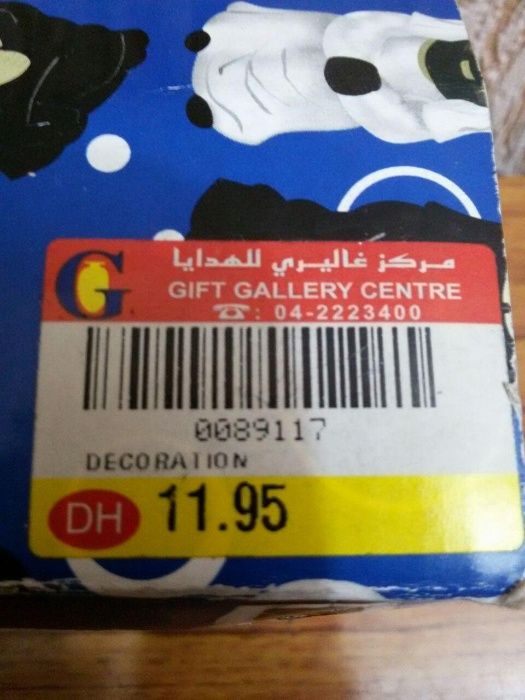 G
مركز غاليري للهدايا
GIFT GALLERY CENTRE
☎: 04-2223400
0089117
DECORATION
DH 11.95